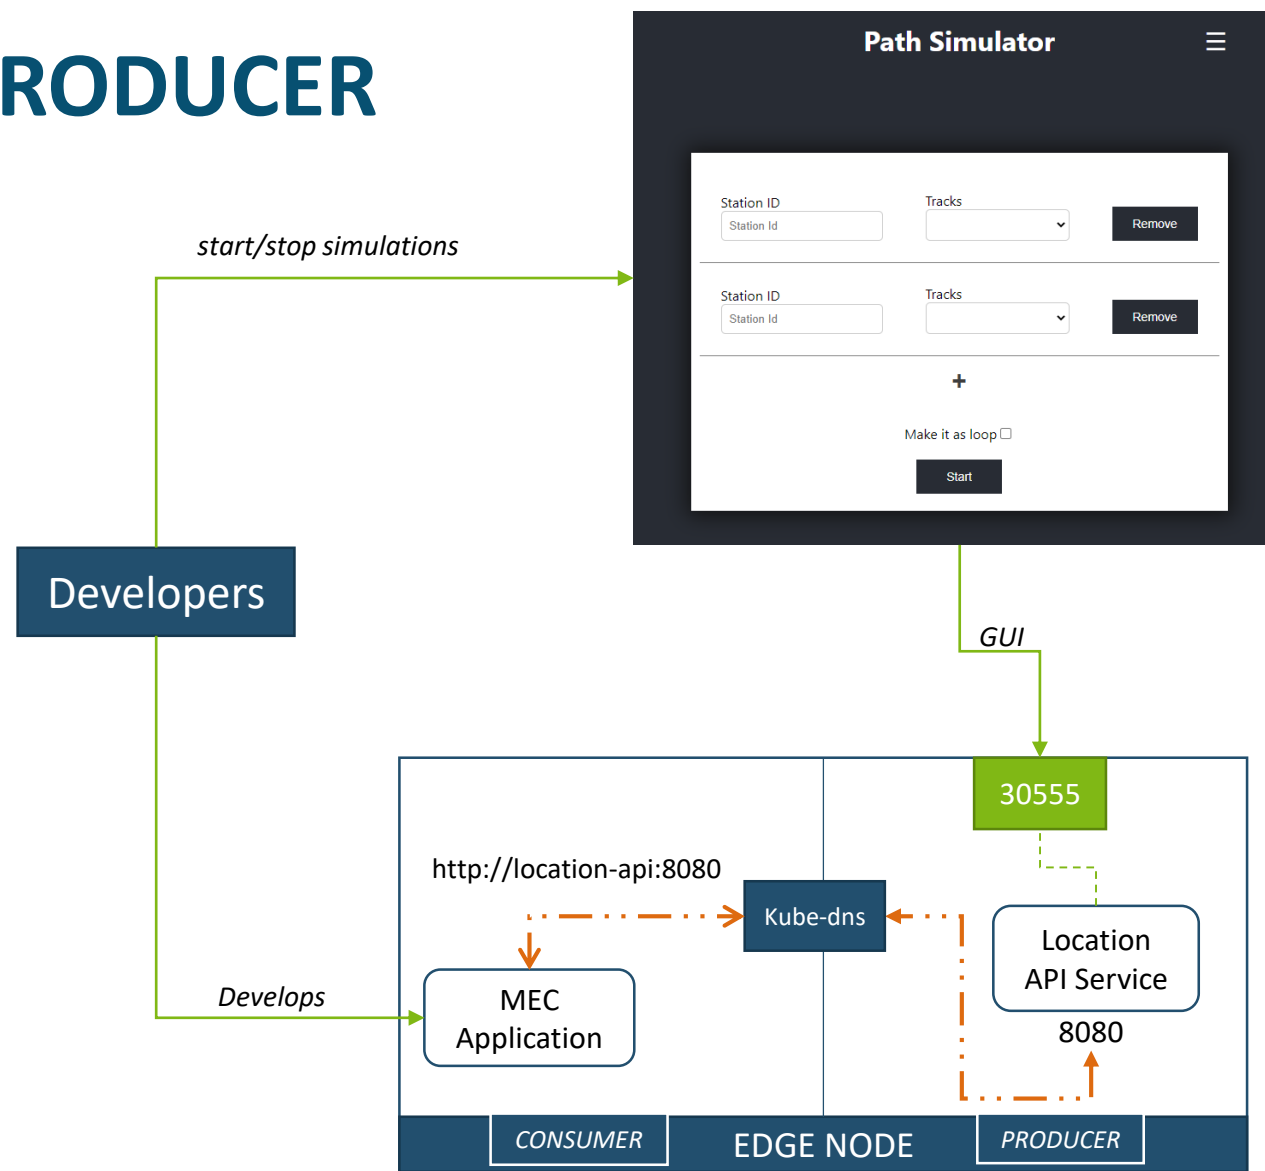 RODUCER
Path Simulator
Station ID
Tracks
Station Id
Remove
Station ID
Tracks
Station Id
Remove
+
Make it as loop
Start
start/stop simulations
Developers
GUI
30555
http://location-api:8080
Kube-dns
Location
API Service
8080
Develops
MEC
Application
CONSUMER
EDGE NODE
PRODUCER